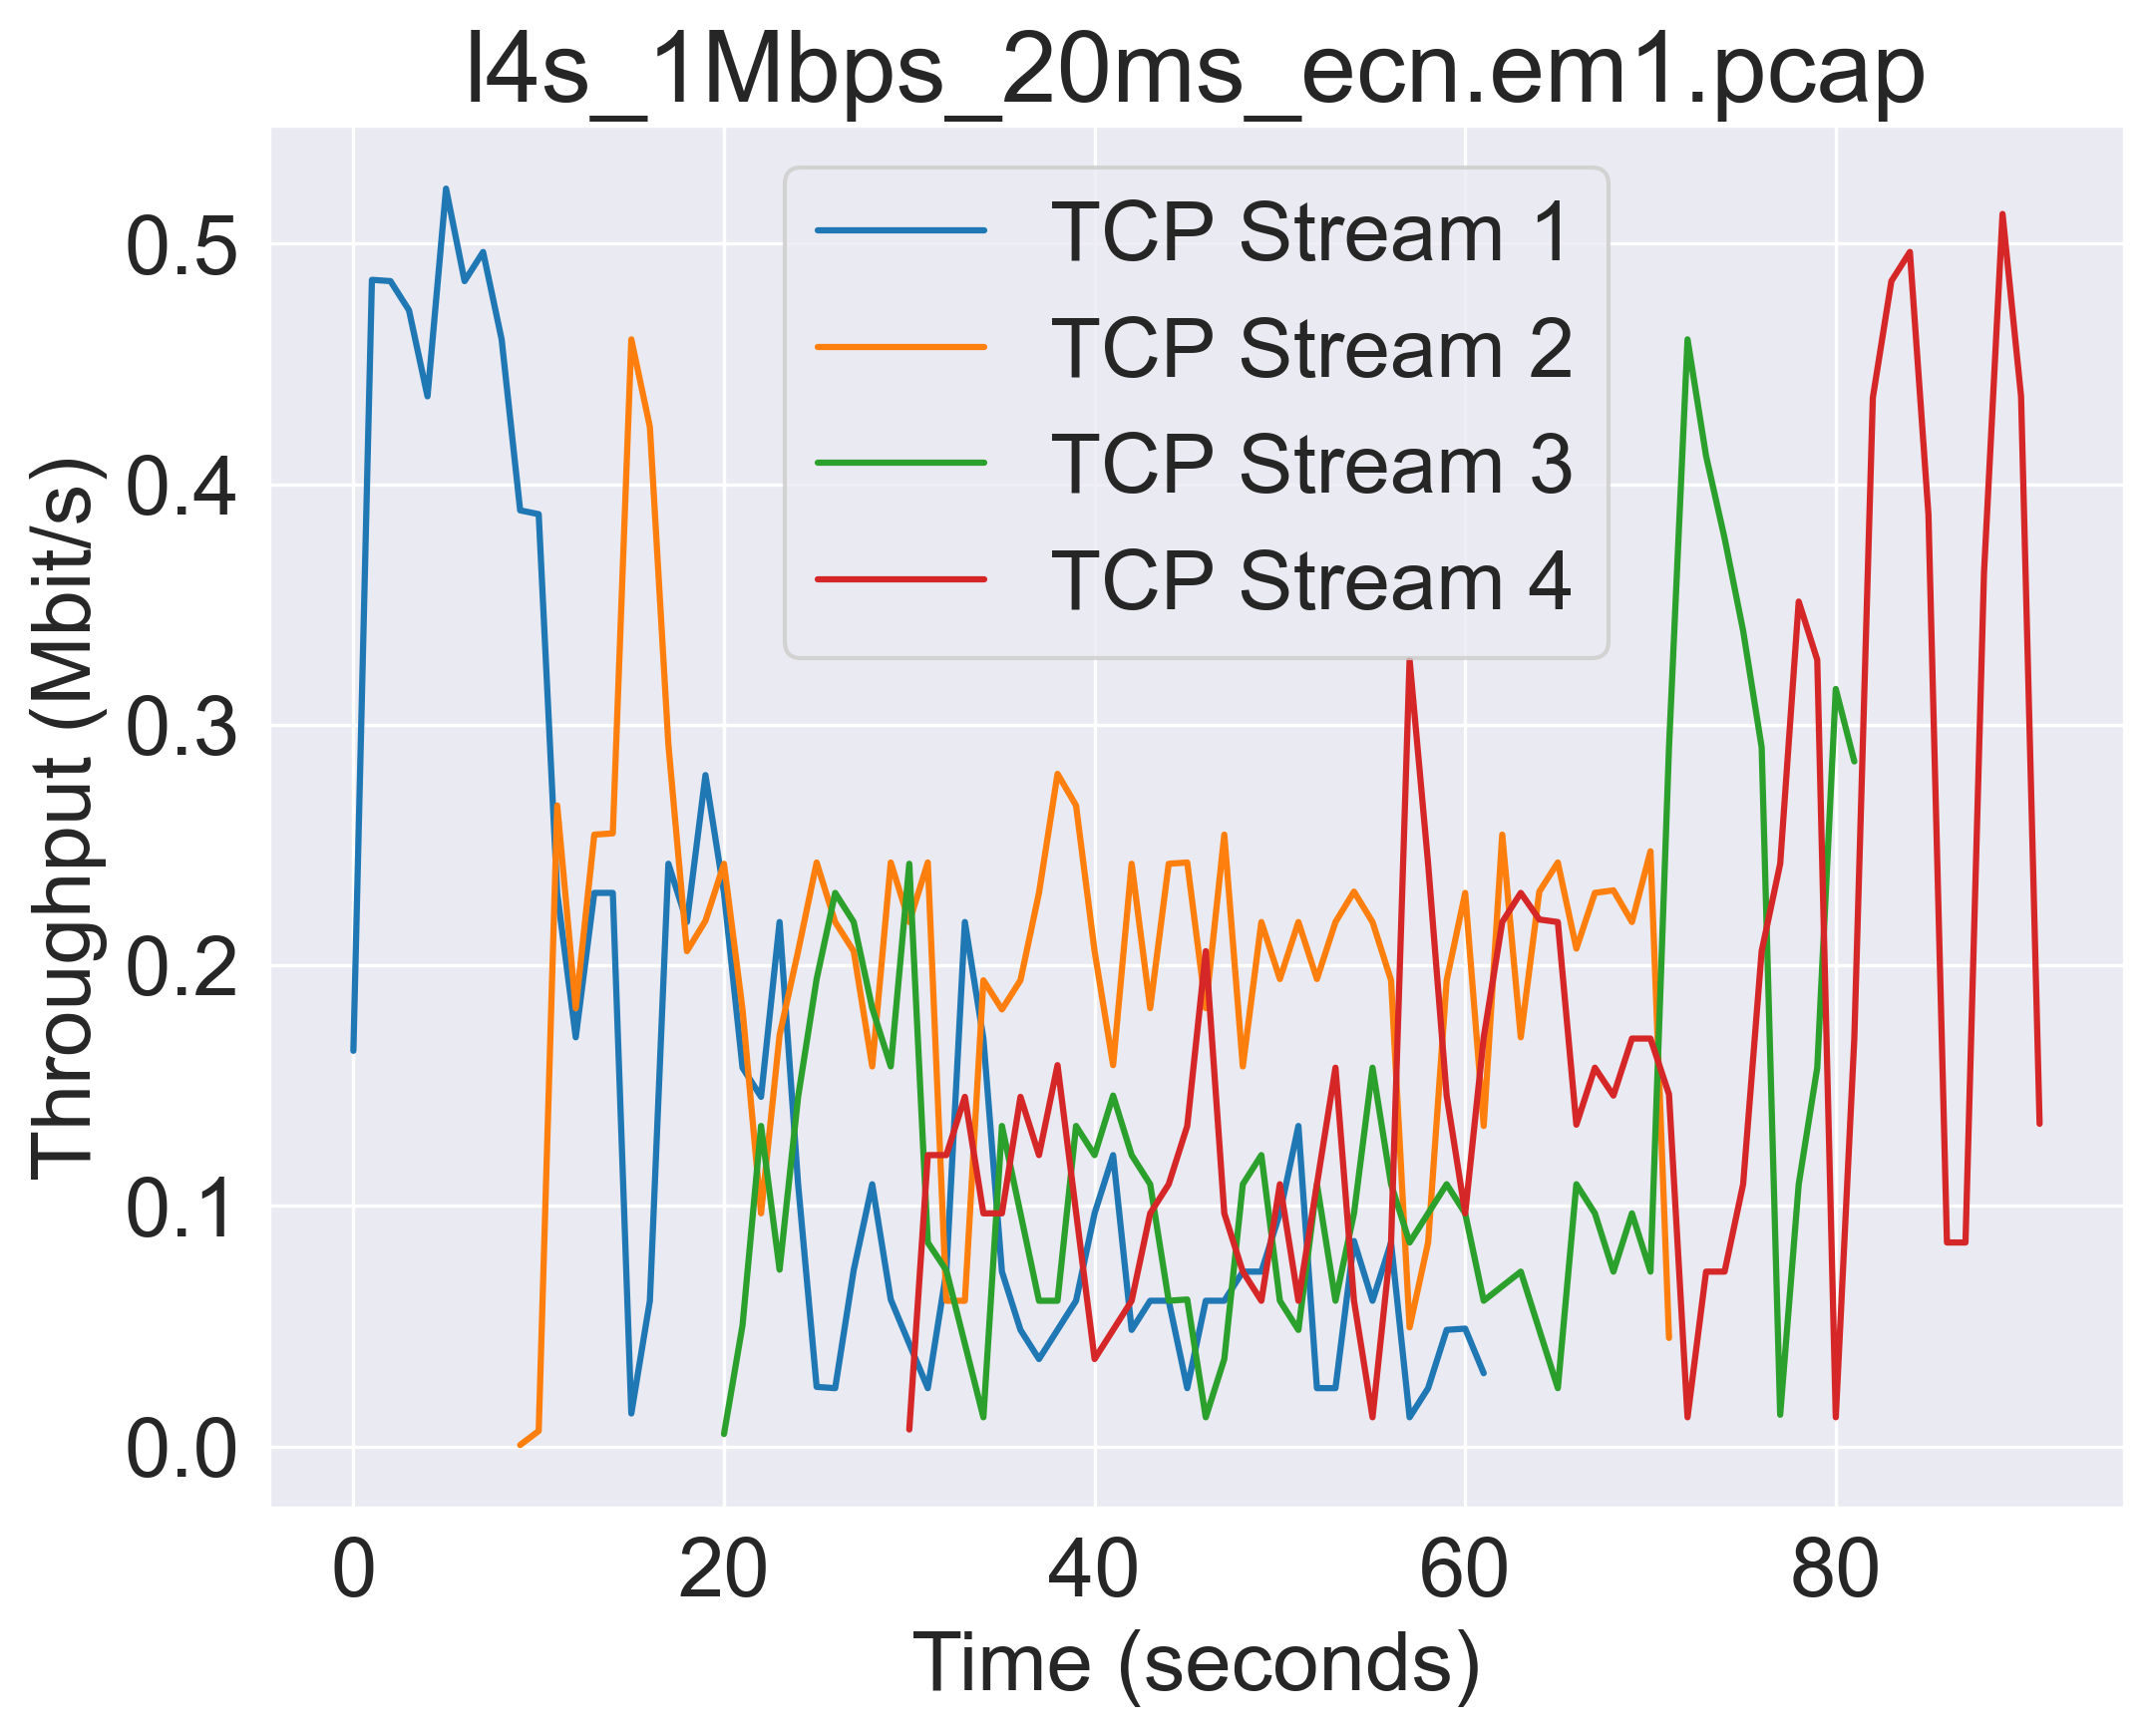 l4s_1Mbps_20ms_ecn.em1.pcap
TCP Stream 1
TCP Stream 2
TCP Stream 3
TCP Stream 4
Throughput (Mbit/s)
0.5
0.4
0.3
0.2
0.1
0.0
0 20 40 60 80
Time (seconds)